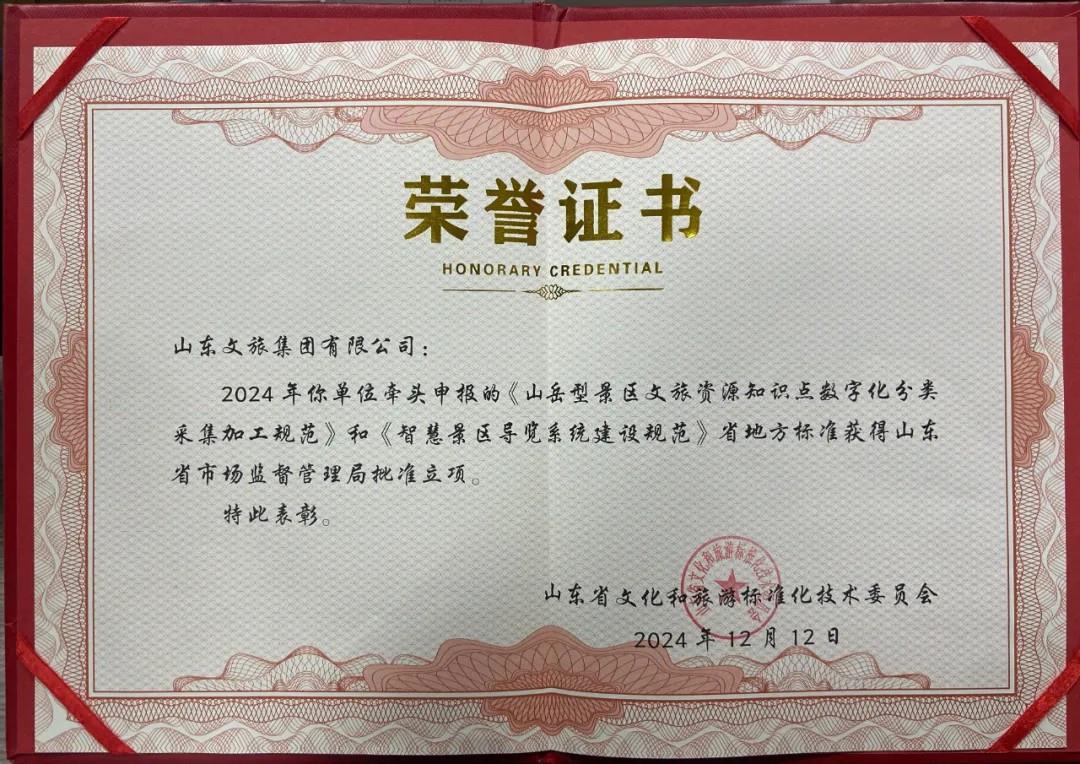 荣誉证书
HONORARY CREDENTIAL
山东文旅集团有限公司：
2024年你单位牵头申报的《山岳型景区文旅资源知识点数字化分类
采集加工规范》和《智慧景区导览系统建设规范》省地方标准获得山东
省市场监督管理局批准立项。
特此表彰。
山东省文化和旅游标准化技术委员会
2024年12月12日